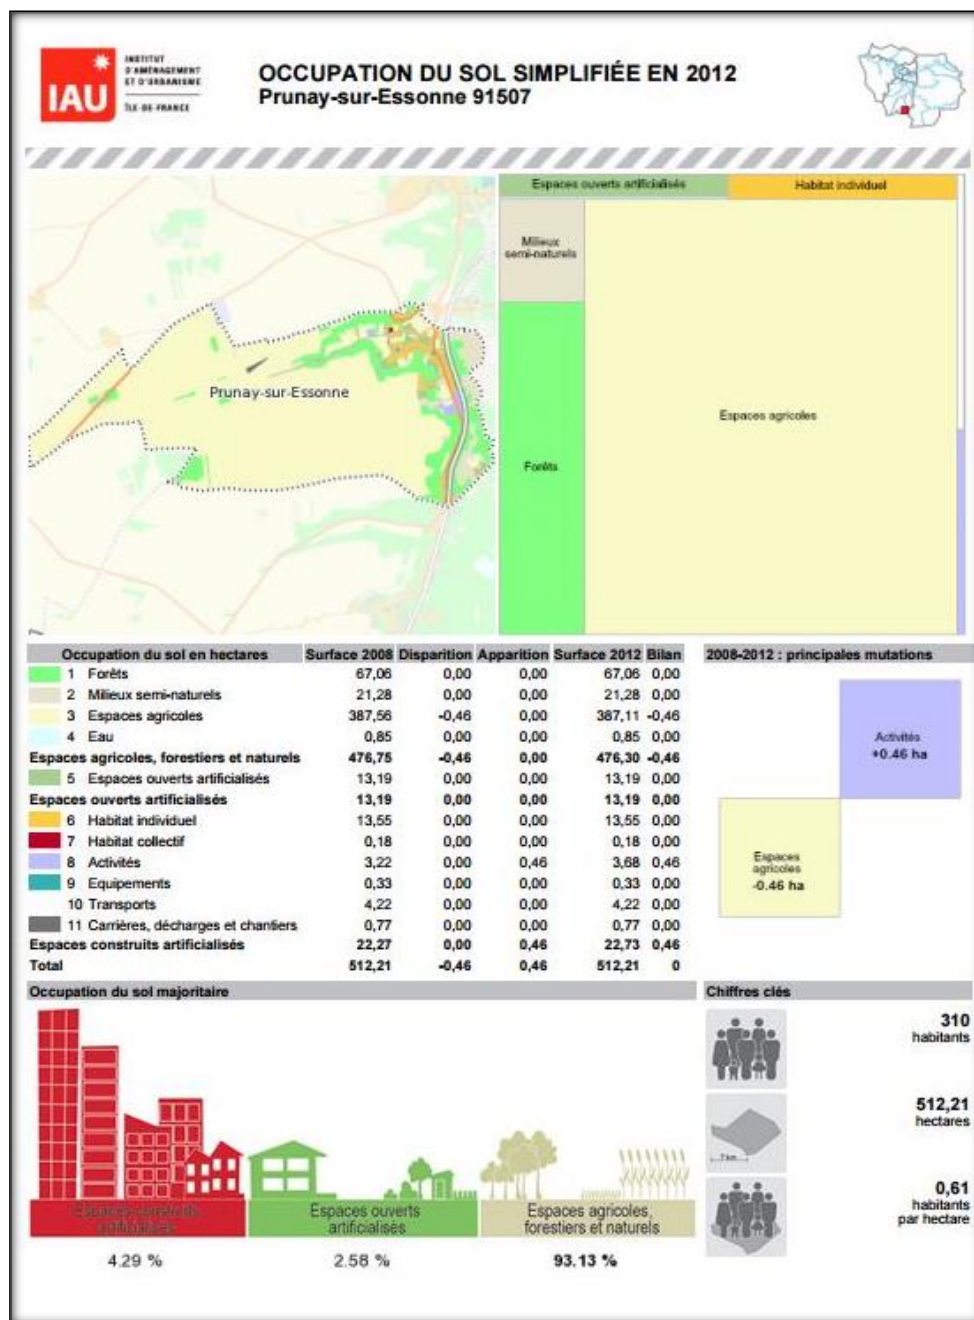 INSTITUT
D'AMÉNAGEMENT
ET D'URBANISME
ÎLE-DE-FRANCE
IAU
OCCUPATION DU SOL SIMPLIFIÉE EN 2012
Prunay-sur-Essonne 91507
Espaces ouverts artificialisés Habitat individuel
Milieux
semi-naturels
Prunay-sur-Essonne
Espaces agricoles
Forêts
Occupation du sol en hectares Surface 2008 Disparition Apparition Surface 2012 Bilan
1 Forêts 67,06 0,00 0,00 67,06 0,00
2 Milieux semi-naturels 21,28 0,00 0,00 21,28 0,00
3 Espaces agricoles 387,56 -0,46 0,00 387,11 -0,46
4 Eau 0,85 0,00 0,00 0,85 0,00
Espaces agricoles, forestiers et naturels 476,75 -0,46 0,00 476,30 -0,46
5 Espaces ouverts artificialisés 13,19 0,00 0,00 13,19 0,00
Espaces ouverts artificialisés 13,19 0,00 0,00 13,19 0,00
6 Habitat individuel 13,55 0,00 0,00 13,55 0,00
7 Habitat collectif 0,18 0,00 0,00 0,18 0,00
8 Activités 3,22 0,00 0,46 3,68 0,46
9 Equipements 0,33 0,00 0,00 0,33 0,00
10 Transports 4,22 0,00 0,00 4,22 0,00
11 Carrières, décharges et chantiers 0,77 0,00 0,00 0,77 0,00
Espaces construits artificialisés 22,27 0,00 0,46 22,73 0,46
Total 512,21 -0,46 0,46 512,21 0
2008-2012 : principales mutations
Activités
+0.46 ha
Espaces
agricoles
-0.46 ha
Occupation du sol majoritaire
Espaces construits
artificialisés
Espaces ouverts
artificialisés
Espaces agricoles,
forestiers et naturels
4.29 % 2.58 % 93.13 %
Chiffres clés
310
habitants
512,21
hectares
1 km
0,61
habitants
par hectare